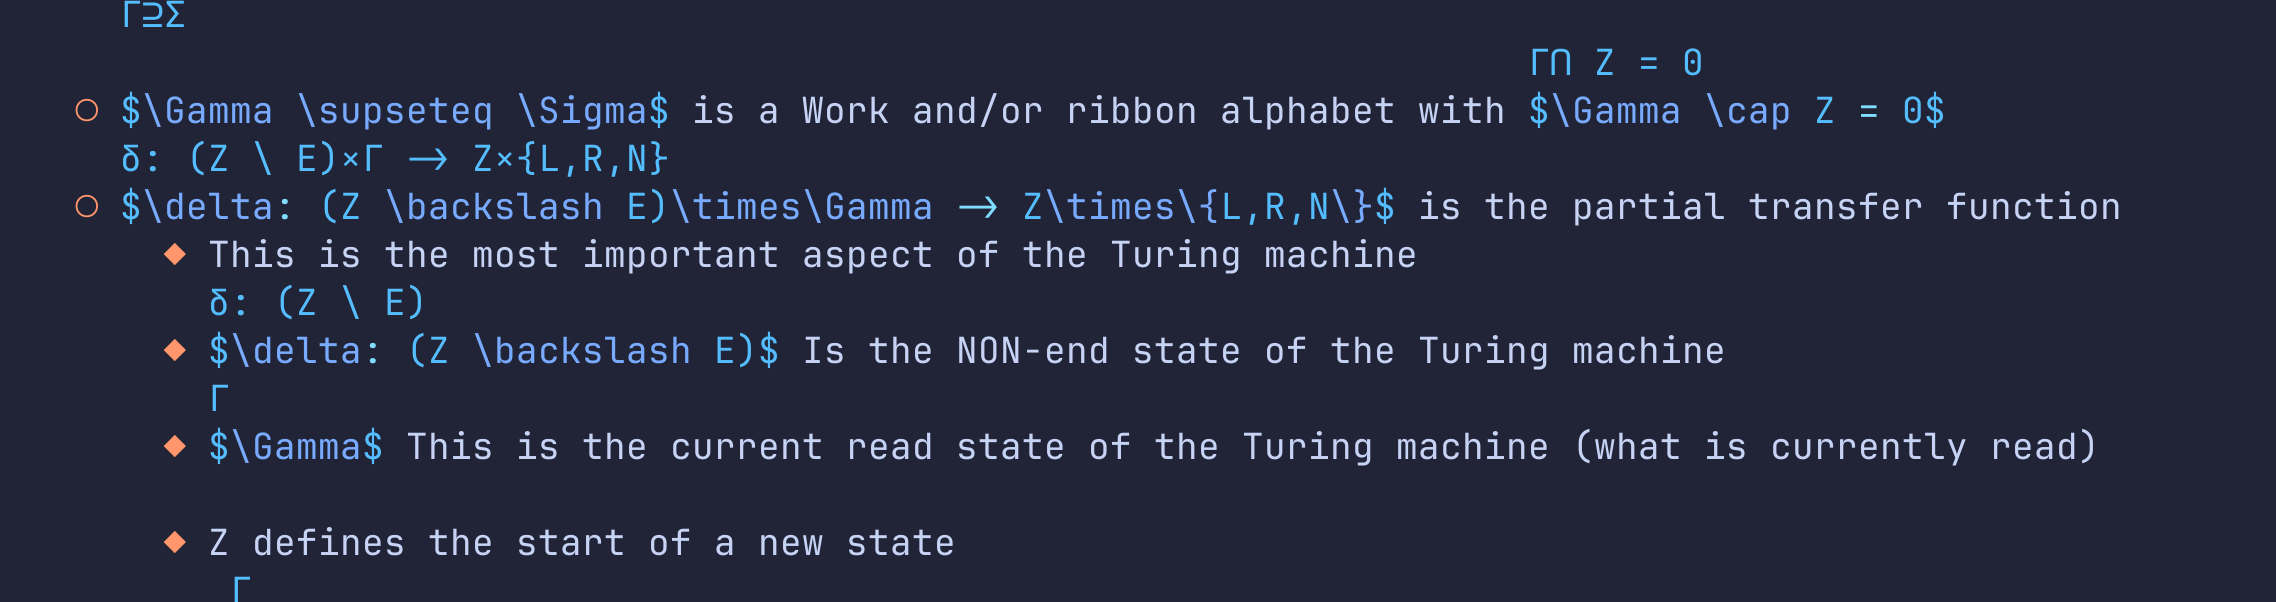 Γ⊇Σ
Γ∩ Z = 0
○ $\Gamma \supseteq \Sigma$ is a Work and/or ribbon alphabet with $\Gamma \cap Z = 0$
δ: (Z \ E)×Γ ⟶ Z×{L,R,N}
○ $\delta: (Z \backslash E)\times\Gamma ⟶ Z\times\{L,R,N\}$ is the partial transfer function
◆ This is the most important aspect of the Turing machine
δ: (Z \ E)
◆ $\delta: (Z \backslash E)$ Is the NON-end state of the Turing machine
Γ
◆ $\Gamma$ This is the current read state of the Turing machine (what is currently read)
◆ Z defines the start of a new state
Γ